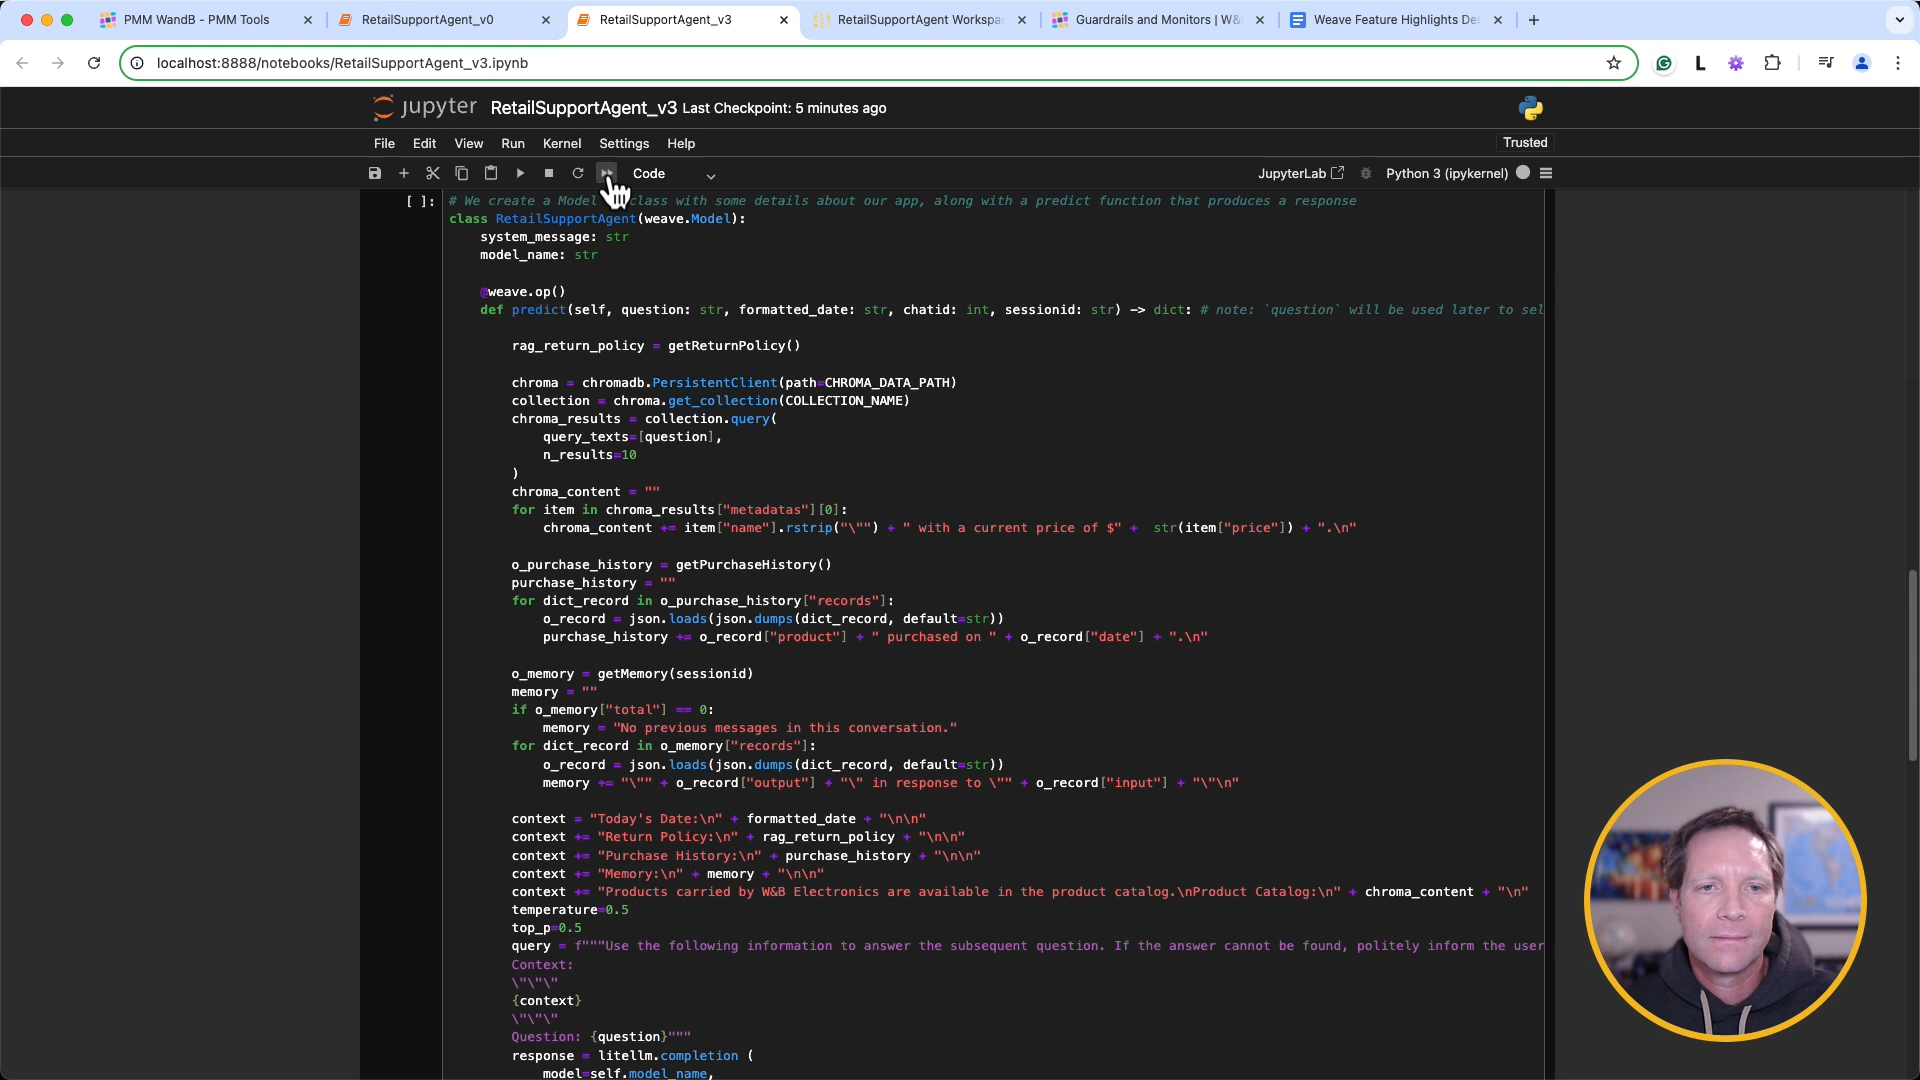 PMM WandB - PMM Tools
RetailSupportAgent_v0
RetailSupportAgent_v3
RetailSupportAgent Workspa
Guardrails and Monitors | W&
Weave Feature Highlights De
localhost:8888/notebooks/RetailSupportAgent_v3.ipynb
jupyter RetailSupportAgent_v3 Last Checkpoint: 5 minutes ago
File Edit View Run Kernel Settings Help Trusted
Code JupyterLab Python 3 (ipykernel)
[ ]: # We create a Model class with some details about our app, along with a predict function that produces a response
class RetailSupportAgent(weave.Model):
    system_message: str
    model_name: str
    @weave.op()
    def predict(self, question: str, formatted_date: str, chatid: int, sessionid: str) -> dict: # note: `question` will be used later to sel
        rag_return_policy = getReturnPolicy()
        chroma = chromadb.PersistentClient(path=CHROMA_DATA_PATH)
        collection = chroma.get_collection(COLLECTION_NAME)
        chroma_results = collection.query(
            query_texts=[question],
            n_results=10
        )
        chroma_content = ""
        for item in chroma_results["metadatas"][0]:
            chroma_content += item["name"].rstrip("\"") + " with a current price of $" +  str(item["price"]) + ".\n"
        o_purchase_history = getPurchaseHistory()
        purchase_history = ""
        for dict_record in o_purchase_history["records"]:
            o_record = json.loads(json.dumps(dict_record, default=str))
            purchase_history += o_record["product"] + " purchased on " + o_record["date"] + ".\n"
        o_memory = getMemory(sessionid)
        memory = ""
        if o_memory["total"] == 0:
            memory = "No previous messages in this conversation."
        for dict_record in o_memory["records"]:
            o_record = json.loads(json.dumps(dict_record, default=str))
            memory += "\"" + o_record["output"] + "\" in response to \"" + o_record["input"] + "\"\n"
        context = "Today's Date:\n" + formatted_date + "\n\n"
        context += "Return Policy:\n" + rag_return_policy + "\n\n"
        context += "Purchase History:\n" + purchase_history + "\n\n"
        context += "Memory:\n" + memory + "\n\n"
        context += "Products carried by W&B Electronics are available in the product catalog.\nProduct Catalog:\n" + chroma_content + "\n"
        temperature=0.5
        top_p=0.5
        query = f"""Use the following information to answer the subsequent question. If the answer cannot be found, politely inform the user
        Context:
        \"\"\"
        {context}
        \"\"\"
        Question: {question}"""
        response = litellm.completion (
            model=self.model_name,